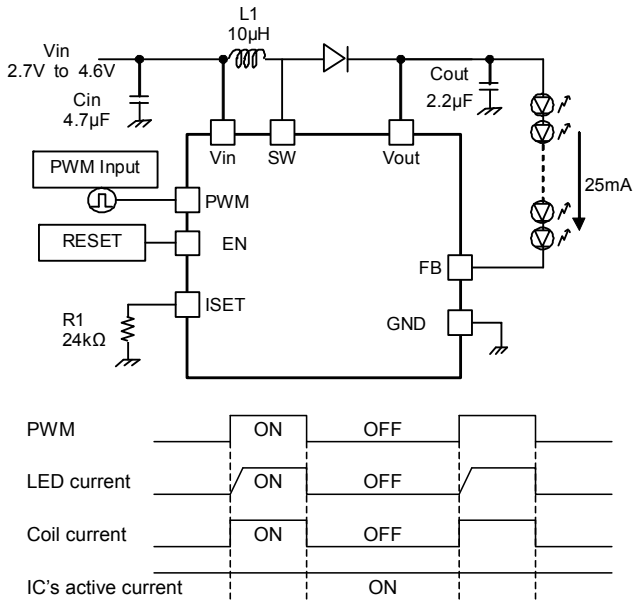 L1
10µH
Vin
2.7V to 4.6V
Cin
4.7µF
Cout
2.2µF
25mA
Vin
SW
Vout
PWM Input
PWM
RESET
EN
FB
ISET
R1
24kΩ
GND
PWM
ON
OFF
LED current
ON
OFF
Coil current
ON
OFF
IC's active current
ON